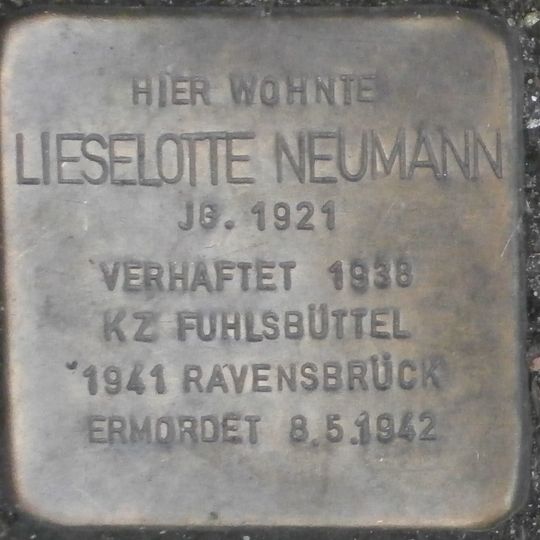 HIER WOHNTE
LIESELOTTE NEUMANN
JG. 1921
VERHAFTET 1938
KZ FUHLSBÜTTEL
1941 RAVENSBRÜCK
ERMORDET 8.5.1942